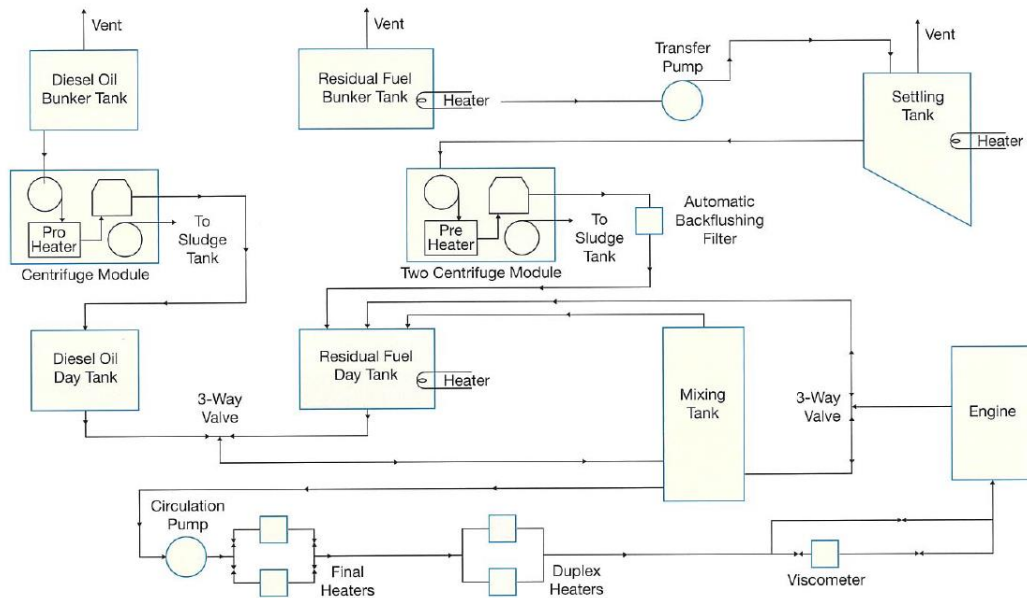 Vent
Vent
Vent
Diesel Oil
Bunker Tank
Residual Fuel
Bunker Tank
Heater
Transfer
Pump
Settling
Tank
Heater
Pro
Heater
To
Sludge
Tank
Centrifuge Module
Pre
Heater
To
Sludge
Tank
Two Centrifuge Module
Automatic
Backflushing
Filter
Diesel Oil
Day Tank
3-Way
Valve
Residual Fuel
Day Tank
Heater
Mixing
Tank
3-Way
Valve
Engine
Circulation
Pump
Final
Heaters
Duplex
Heaters
Viscometer